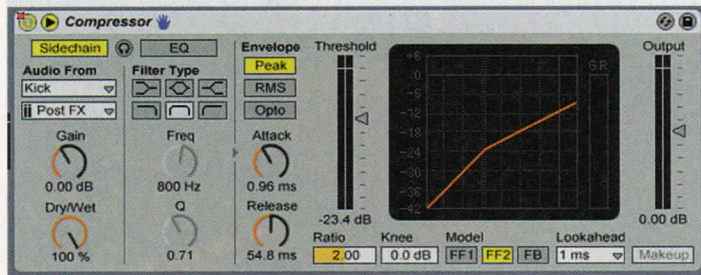 Compressor
Sidechain EQ Envelope Threshold Output
Audio From Filter Type Peak
Kick RMS
Post FX Opto
Gain Freq Attack
0.00 dB 800 Hz 0.96 ms
Dry/Wet Q Release
100 % 0.71 54.8 ms
+6
0
-6
-12
-18
-24
-30
-36
-42
GR
-23.4 dB 0.00 dB
Ratio Knee Model Lookahead
2.00 0.0 dB FF1 FF2 FB 1 ms Makeup